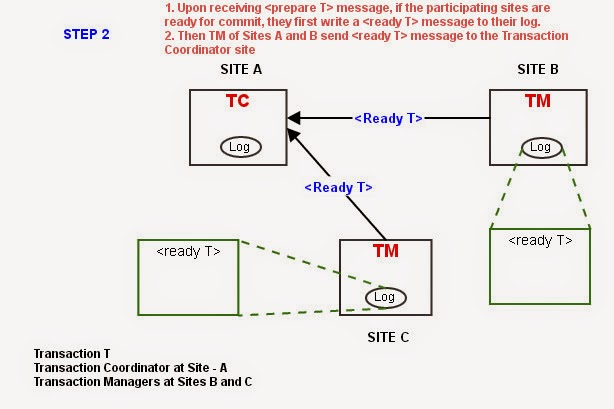 STEP 2
1. Upon receiving <prepare T> message, if the participating sites are
ready for commit, they first write a <ready T> message to their log.
2. Then TM of Sites A and B send <ready T> message to the Transaction
Coordinator site
SITE A
SITE B
TC
TM
Log
Log
<Ready T>
<Ready T>
<ready T>
<ready T>
TM
Log
SITE C
Transaction T
Transaction Coordinator at Site - A
Transaction Managers at Sites B and C